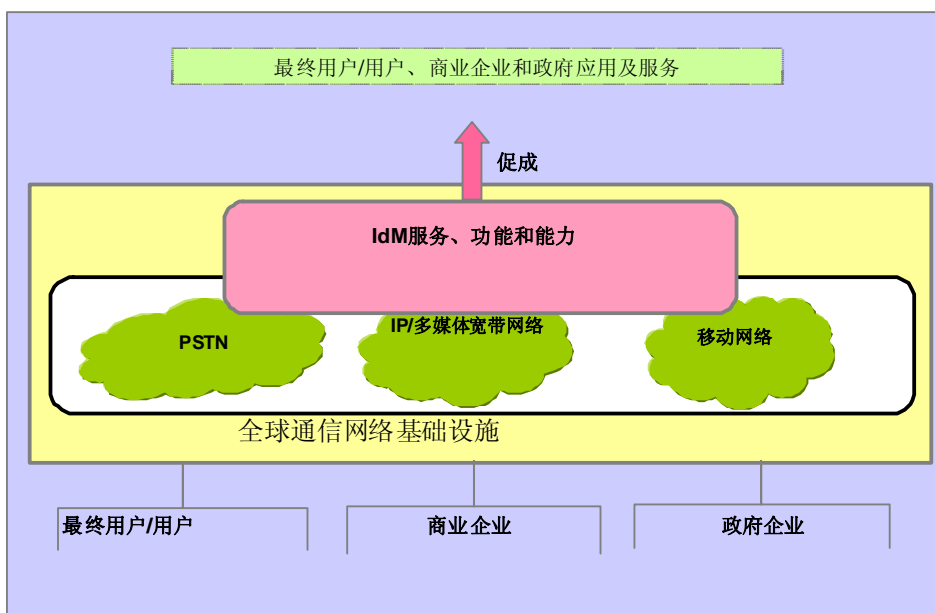 最终用户/用户、商业企业和政府应用及服务
促成
IdM服务、功能和能力
PSTN
IP/多媒体宽带网络
移动网络
全球通信网络基础设施
最终用户/用户
商业企业
政府企业